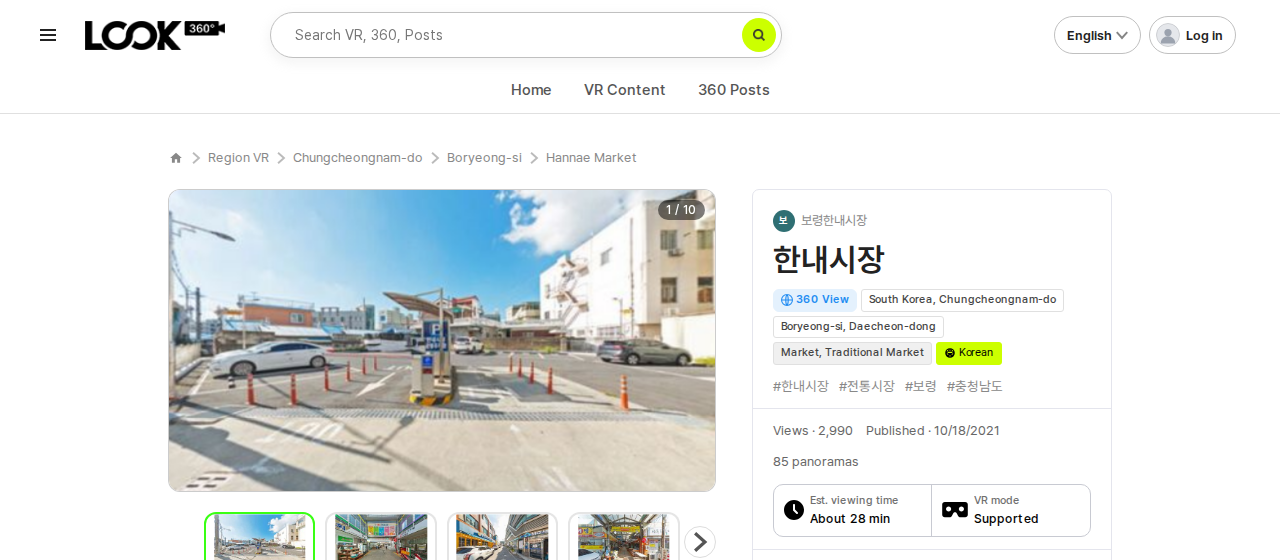 LOOK 360°
Search VR, 360, Posts
English
Log in
Home
VR Content
360 Posts
Region VR
Chungcheongnam-do
Boryeong-si
Hannae Market
1 / 10
보 보령한내시장
한내시장
360 View
South Korea, Chungcheongnam-do
Boryeong-si, Daecheon-dong
Market, Traditional Market
Korean
#한내시장 #전통시장 #보령 #충청남도
Views · 2,990 Published · 10/18/2021
85 panoramas
Est. viewing time
About 28 min
VR mode
Supported